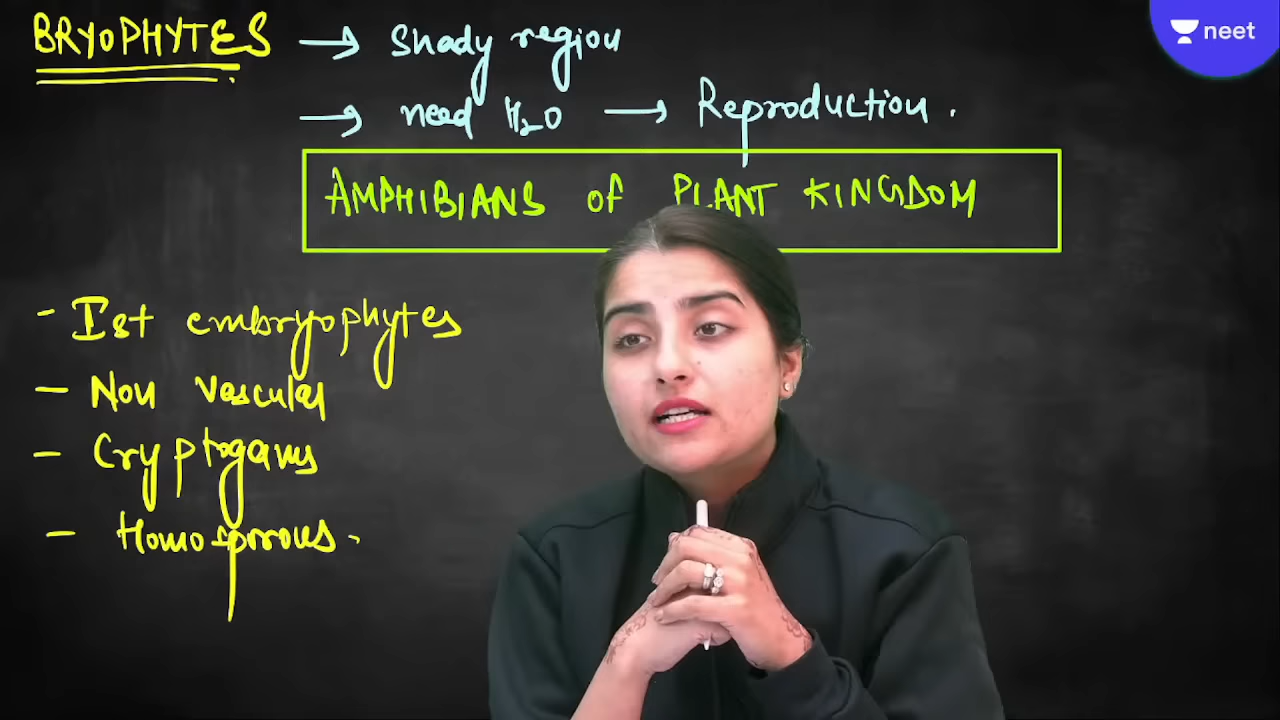 BRYOPHYTES → Shady region
→ need H₂O → Reproduction.
AMPHIBIANS of PLANT KINGDOM
- Ist embryophytes
- Non vascular
- Cryptogams
- Homosporous.
neet